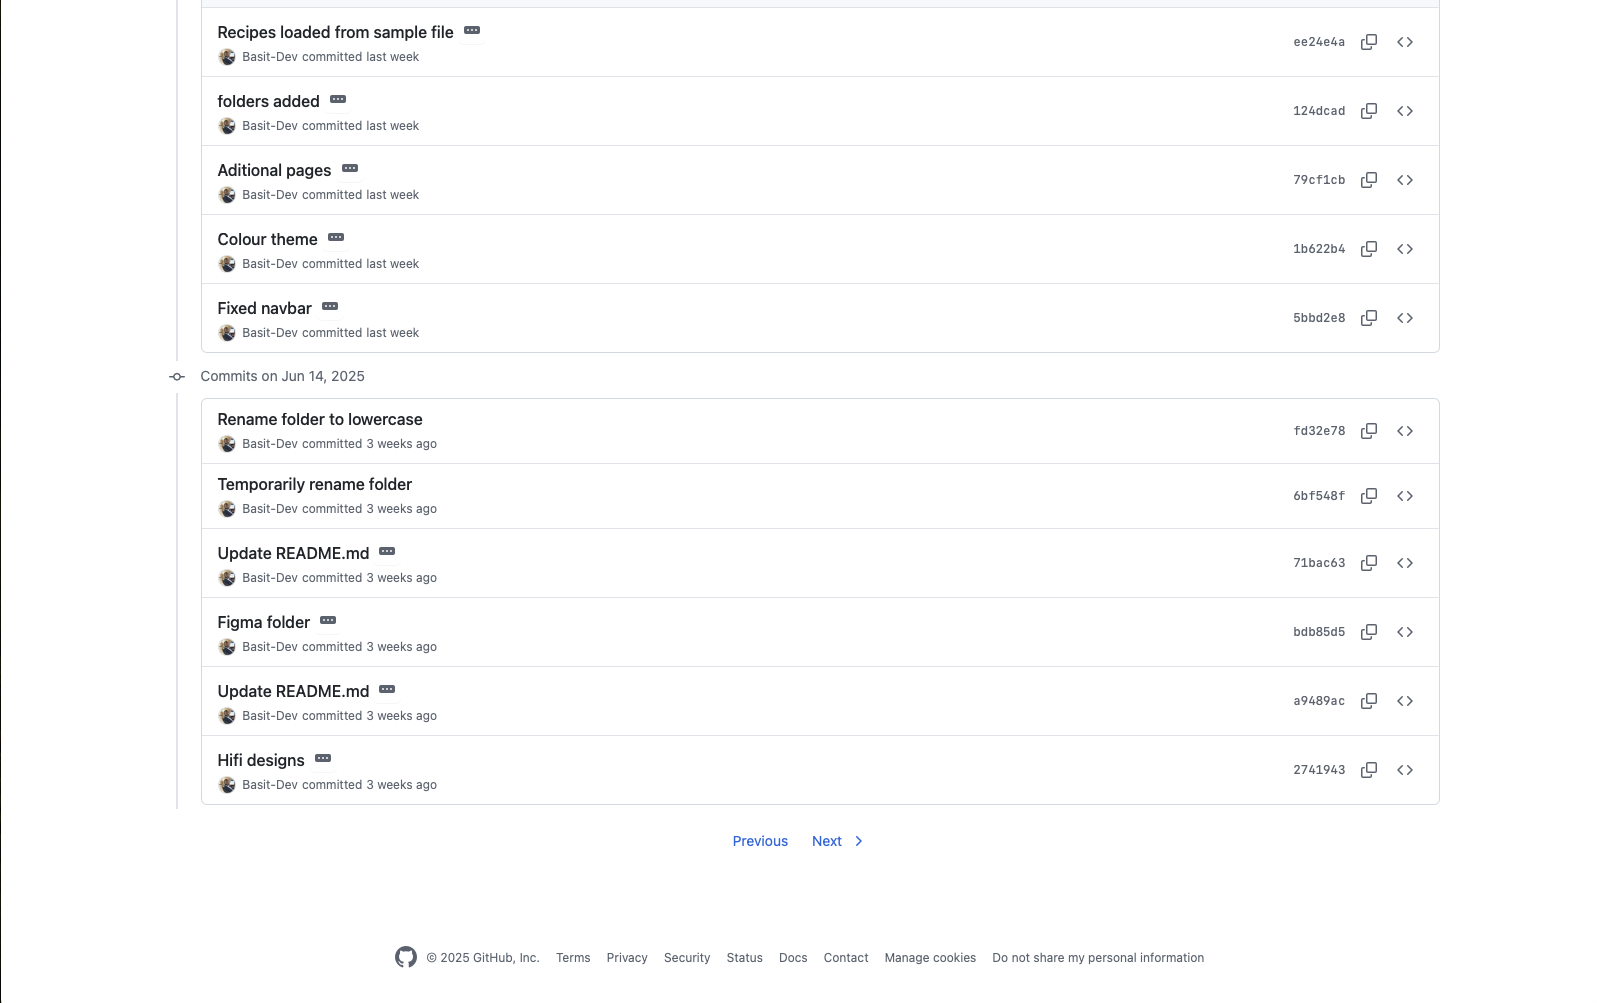 Recipes loaded from sample file
Basit-Dev committed last week
ee24e4a
folders added
Basit-Dev committed last week
124dcad
Aditional pages
Basit-Dev committed last week
79cf1cb
Colour theme
Basit-Dev committed last week
1b622b4
Fixed navbar
Basit-Dev committed last week
5bbd2e8
Commits on Jun 14, 2025
Rename folder to lowercase
Basit-Dev committed 3 weeks ago
fd32e78
Temporarily rename folder
Basit-Dev committed 3 weeks ago
6bf548f
Update README.md
Basit-Dev committed 3 weeks ago
71bac63
Figma folder
Basit-Dev committed 3 weeks ago
bdb85d5
Update README.md
Basit-Dev committed 3 weeks ago
a9489ac
Hifi designs
Basit-Dev committed 3 weeks ago
2741943
Previous Next
© 2025 GitHub, Inc. Terms Privacy Security Status Docs Contact Manage cookies Do not share my personal information